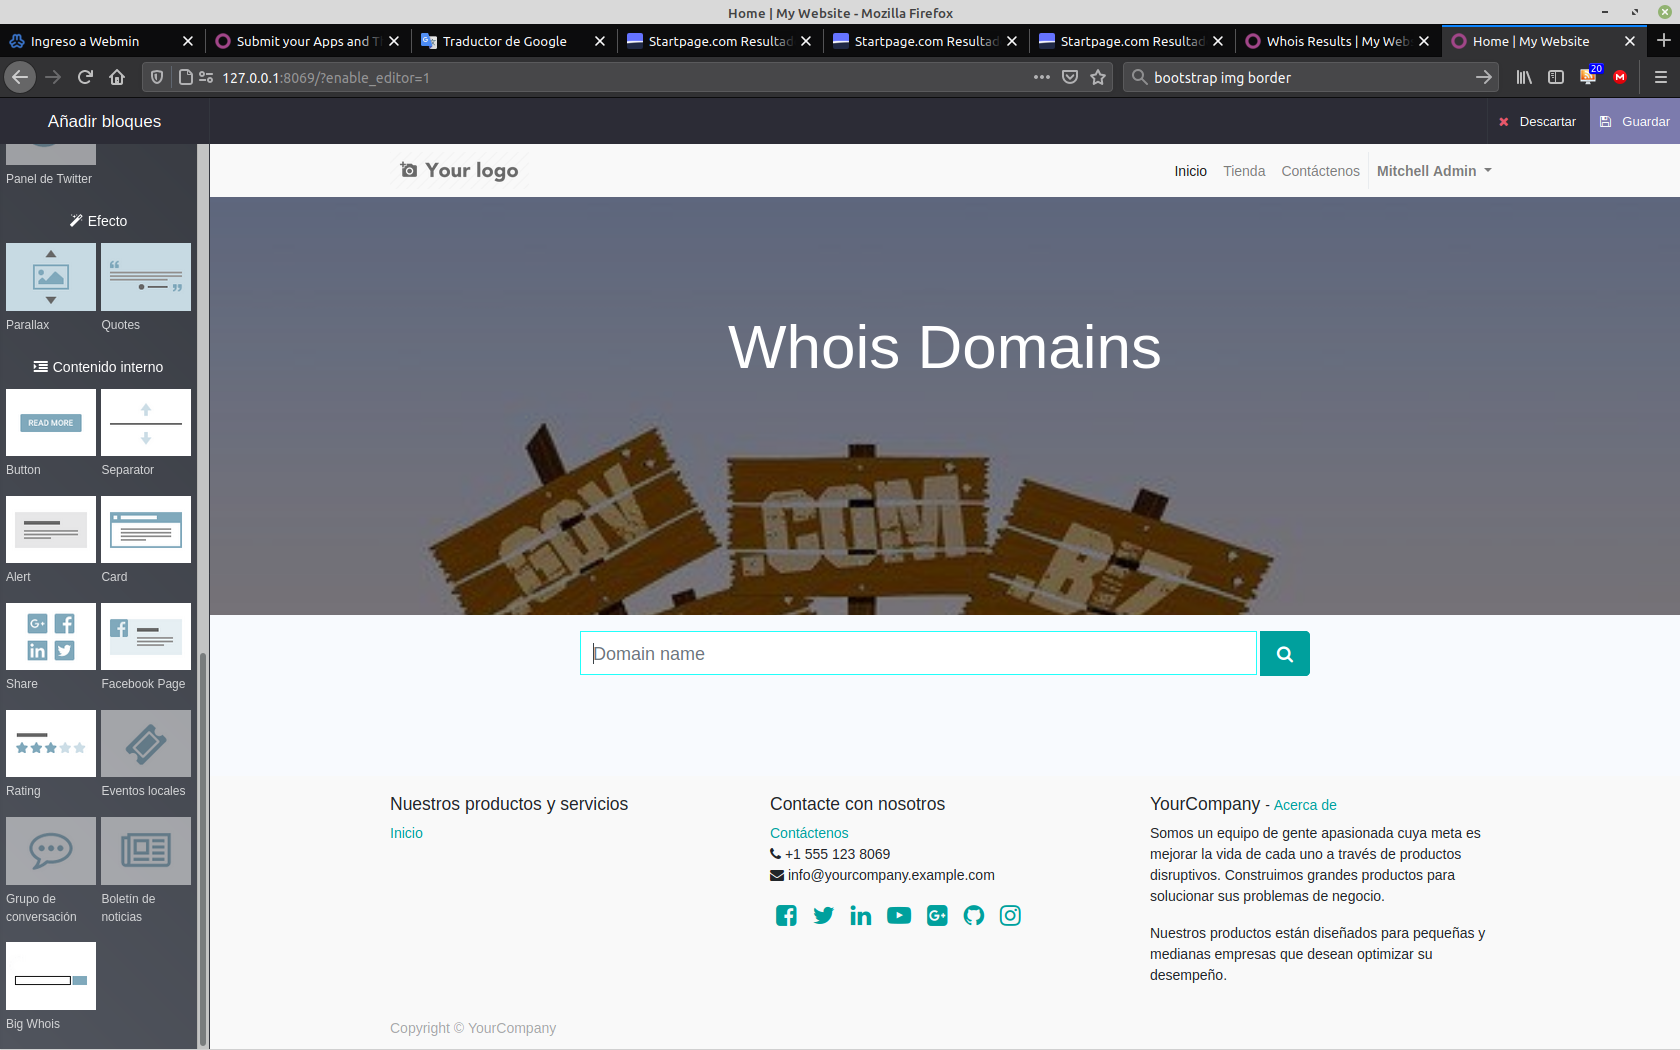 Home | My Website - Mozilla Firefox
Ingreso a Webmin
Submit your Apps and T
Traductor de Google
Startpage.com Resultad
Startpage.com Resultad
Startpage.com Resultad
Whois Results | My Web
Home | My Website
127.0.0.1:8069/?enable_editor=1
bootstrap img border
20
Añadir bloques
Descartar
Guardar
Your logo
Inicio
Tienda
Contáctenos
Mitchell Admin
Panel de Twitter
Efecto
Parallax
Quotes
Contenido interno
READ MORE
Button
Separator
Alert
Card
Share
Facebook Page
Rating
Eventos locales
Grupo de
conversación
Boletín de
noticias
Big Whois
Whois Domains
.GOV
.COM
.BZ
Domain name
Nuestros productos y servicios
Inicio
Contacte con nosotros
Contáctenos
+1 555 123 8069
info@yourcompany.example.com
YourCompany - Acerca de
Somos un equipo de gente apasionada cuya meta es
mejorar la vida de cada uno a través de productos
disruptivos. Construimos grandes productos para
solucionar sus problemas de negocio.
Nuestros productos están diseñados para pequeñas y
medianas empresas que desean optimizar su
desempeño.
Copyright © YourCompany